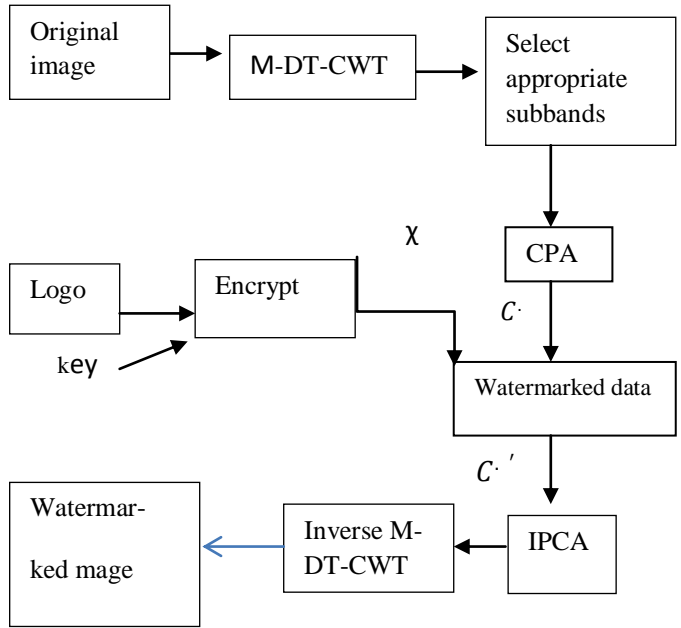 Original
image
M-DT-CWT
Select
appropriate
subbands
χ
CPA
Logo
Encrypt
C·
key
Watermarked data
C· ′
Watermar-
ked mage
Inverse M-
DT-CWT
IPCA